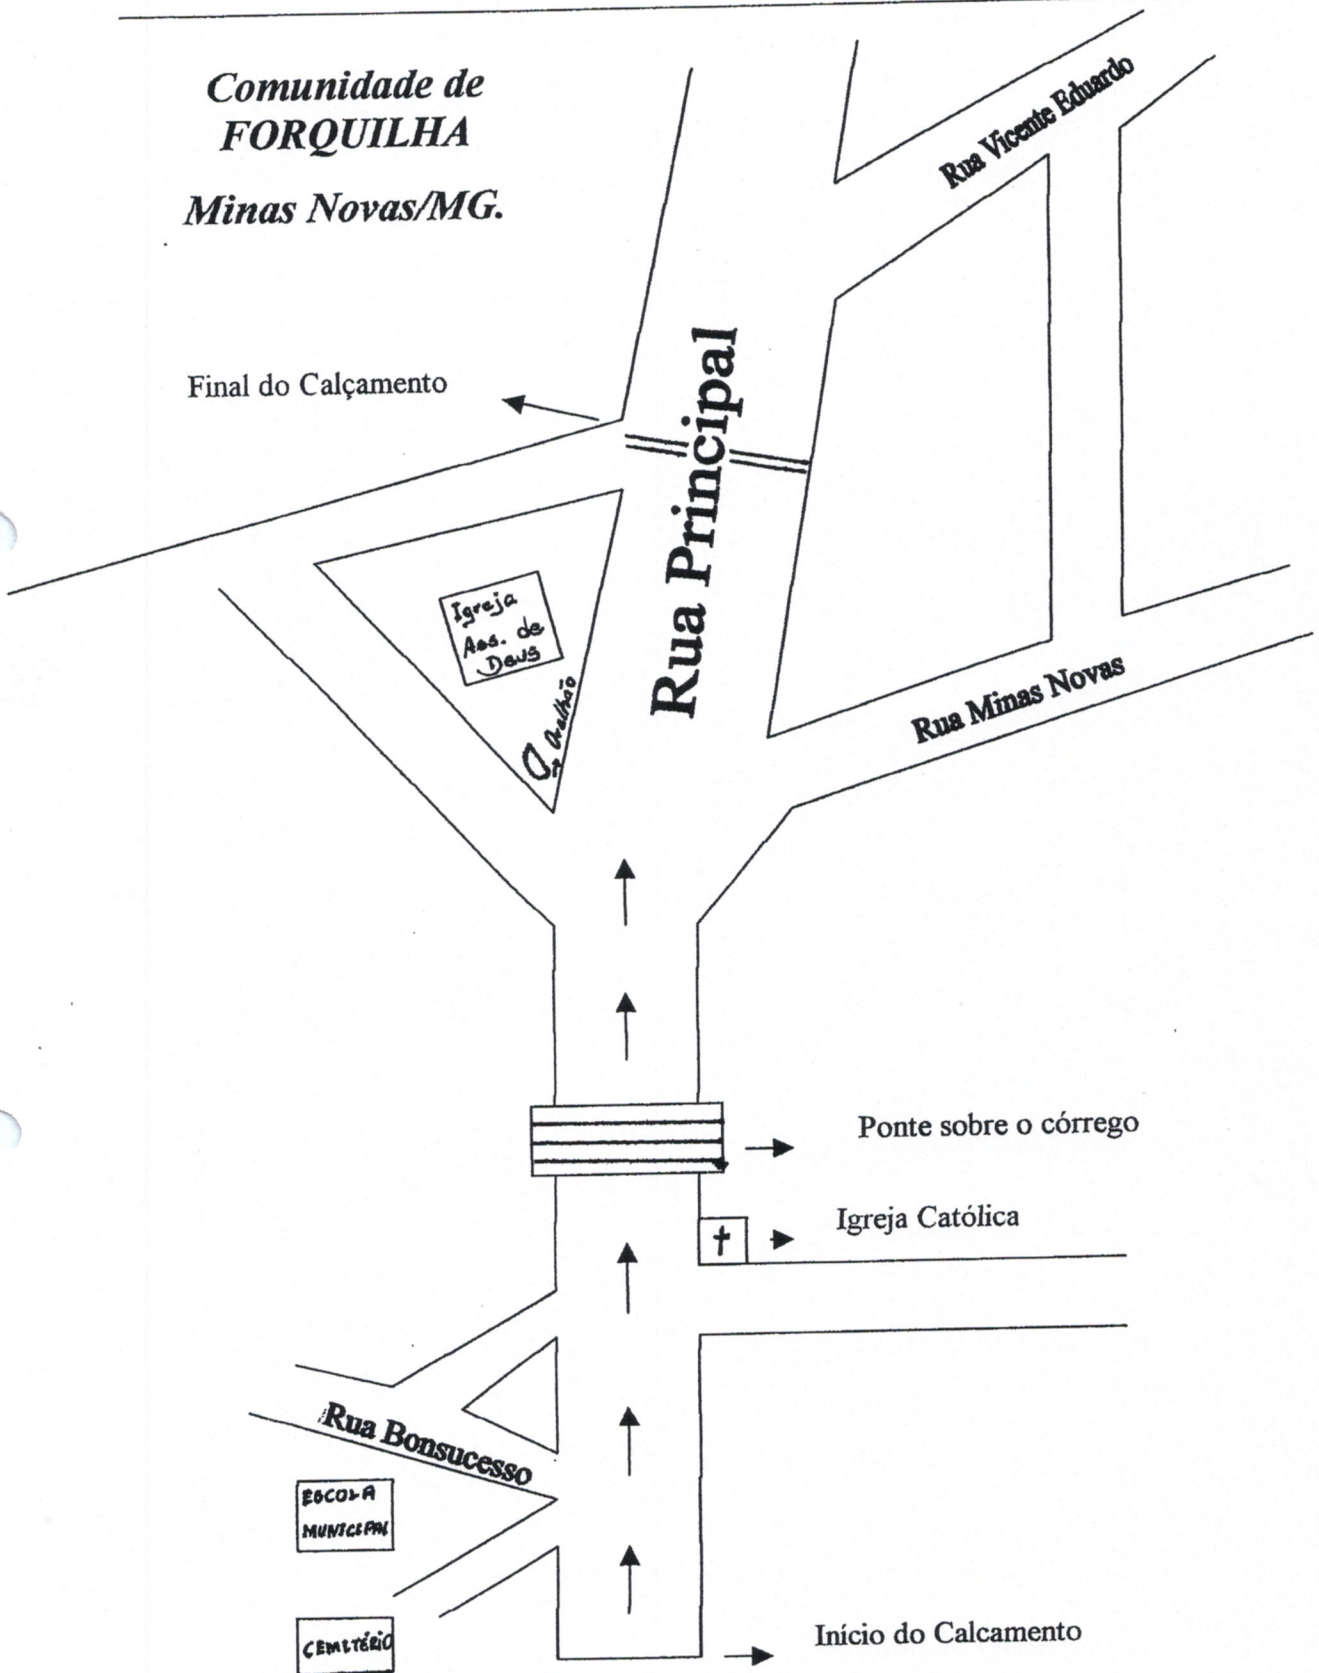 Comunidade de
FORQUILHA
Minas Novas/MG.
Rua Vicente Eduardo
Final do Calçamento
Rua Principal
Igreja
Ass. de
Deus
Orelhão
Rua Minas Novas
Ponte sobre o córrego
Igreja Católica
Rua Bonsucesso
ESCOLA
MUNICIPAL
CEMITÉRIO
Início do Calcamento